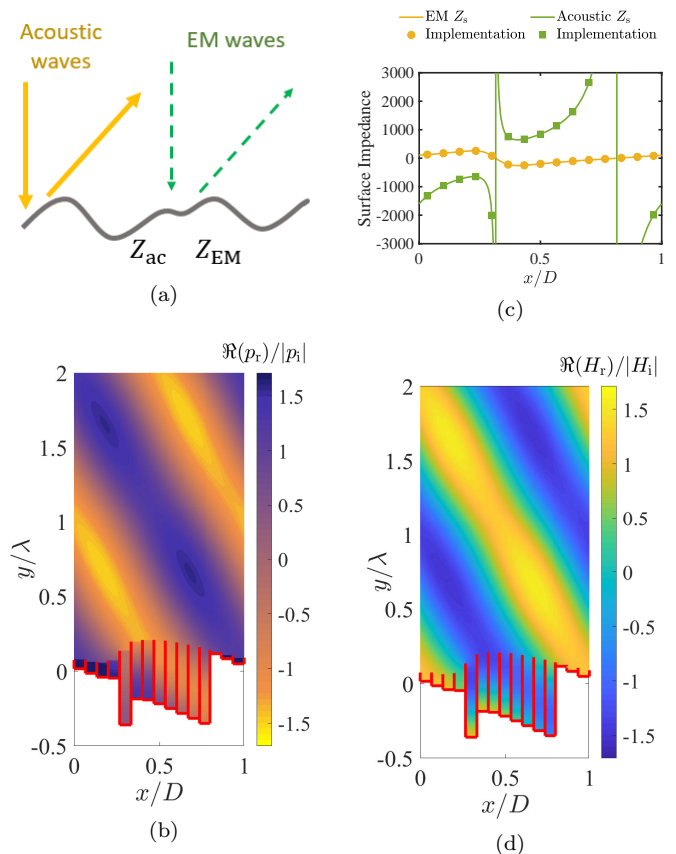 Acoustic
waves
EM waves
Z_ac Z_EM
(a)
EM Z_s Acoustic Z_s
Implementation Implementation
3000
2000
1000
0
-1000
-2000
-3000
Surface Impedance
0 0.5 1
x/D
(c)
ℜ(p_r)/|p_i|
2
1.5
1
0.5
0
-0.5
y/λ
0 0.5 1
x/D
1.5
1
0.5
0
-0.5
-1
-1.5
(b)
ℜ(H_r)/|H_i|
2
1.5
1
0.5
0
-0.5
y/λ
0 0.5 1
x/D
1.5
1
0.5
0
-0.5
-1
-1.5
(d)